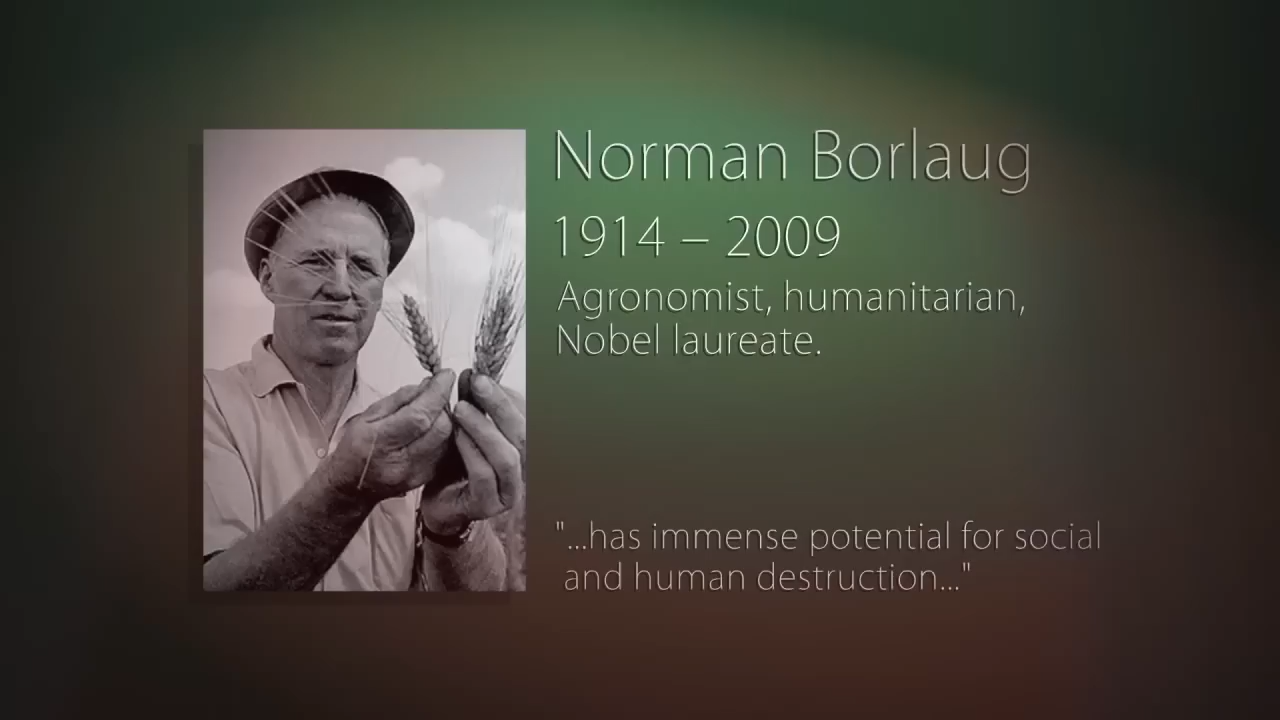 Norman Borlaug
1914 – 2009
Agronomist, humanitarian,
Nobel laureate.
"...has immense potential for social
and human destruction..."